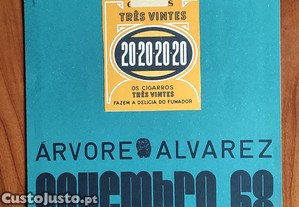 TRÊS VINTES
20·20·20·20
OS CIGARROS
TRÊS VINTES
FAZEM A DELICIA DO FUMADOR
ÁRVORE ALVAREZ
novembro 68
CustoJusto.pt